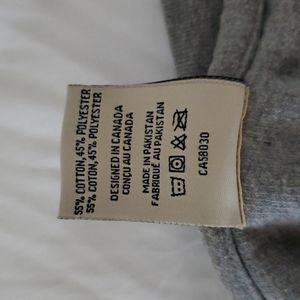 55% COTTON, 45% POLYESTER
55% COTON, 45% POLYESTER
DESIGNED IN CANADA
CONÇU AU CANADA
MADE IN PAKISTAN
FABRIQUÉ AU PAKISTAN
CA58030